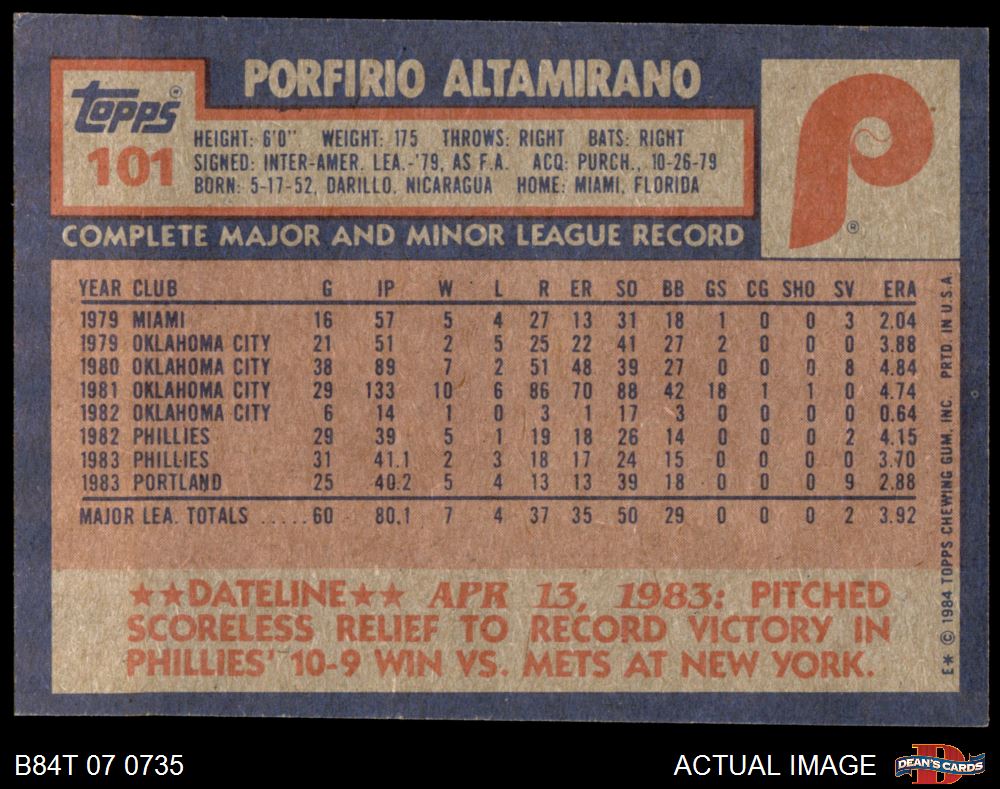 PORFIRIO ALTAMIRANO
TOPPS®
101
HEIGHT: 6'0" WEIGHT: 175 THROWS: RIGHT BATS: RIGHT
SIGNED: INTER-AMER. LEA.-'79, AS F.A. ACQ: PURCH., 10-26-79
BORN: 5-17-52, DARILLO, NICARAGUA HOME: MIAMI, FLORIDA
P ®
COMPLETE MAJOR AND MINOR LEAGUE RECORD
YEAR CLUB G IP W L R ER SO BB GS CG SHO SV ERA
1979 MIAMI 16 57 5 4 27 13 31 18 1 0 0 3 2.04
1979 OKLAHOMA CITY 21 51 2 5 25 22 41 27 2 0 0 0 3.88
1980 OKLAHOMA CITY 38 89 7 2 51 48 39 27 0 0 0 8 4.84
1981 OKLAHOMA CITY 29 133 10 6 86 70 88 42 18 1 1 0 4.74
1982 OKLAHOMA CITY 6 14 1 0 3 1 17 3 0 0 0 0 0.64
1982 PHILLIES 29 39 5 1 19 18 26 14 0 0 0 2 4.15
1983 PHILLIES 31 41.1 2 3 18 17 24 15 0 0 0 0 3.70
1983 PORTLAND 25 40.2 5 4 13 13 39 18 0 0 0 9 2.88
MAJOR LEA. TOTALS .....60 80.1 7 4 37 35 50 29 0 0 0 2 3.92
★★DATELINE★★ APR 13, 1983: PITCHED
SCORELESS RELIEF TO RECORD VICTORY IN
PHILLIES' 10-9 WIN VS. METS AT NEW YORK.
E* © 1984 TOPPS CHEWING GUM, INC. PRTD. IN U.S.A.
B84T 07 0735
ACTUAL IMAGE
D
DEAN'S CARDS